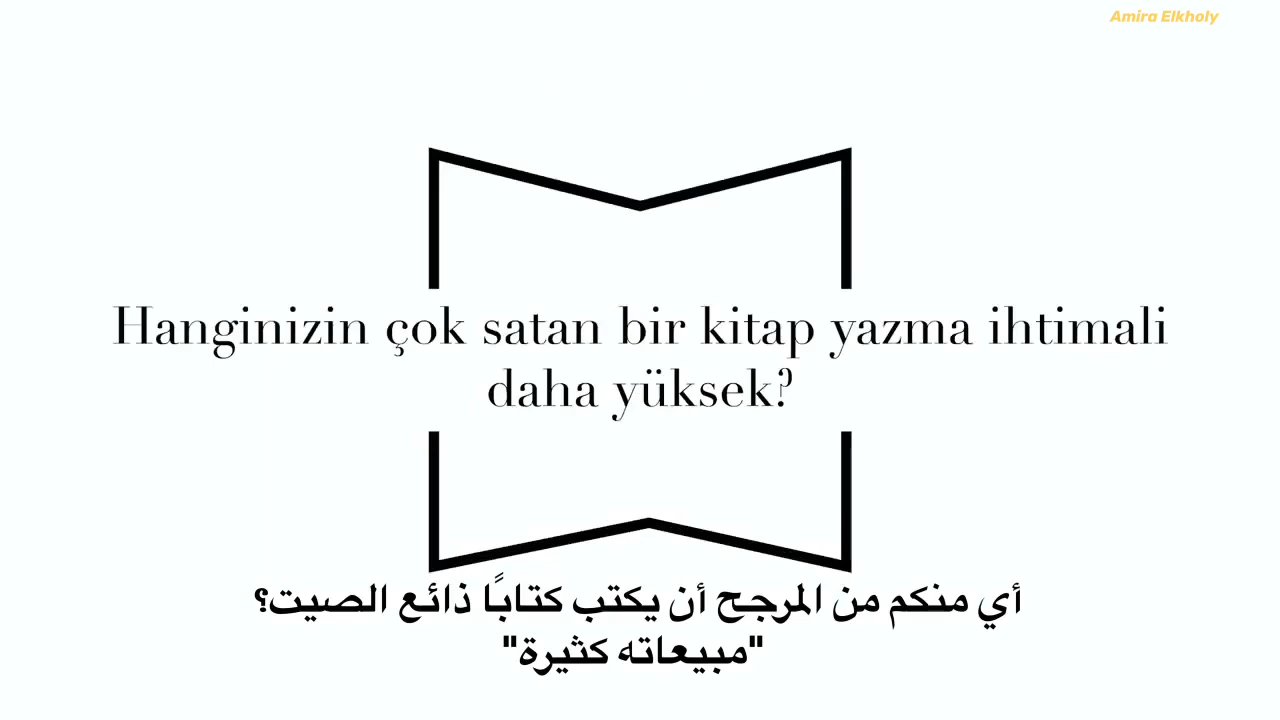 Amira Elkholy
Hanginizin çok satan bir kitap yazma ihtimali
daha yüksek?
أي منكم من المرجح أن يكتب كتابًا ذائع الصيت؟
"مبيعاته كثيرة"